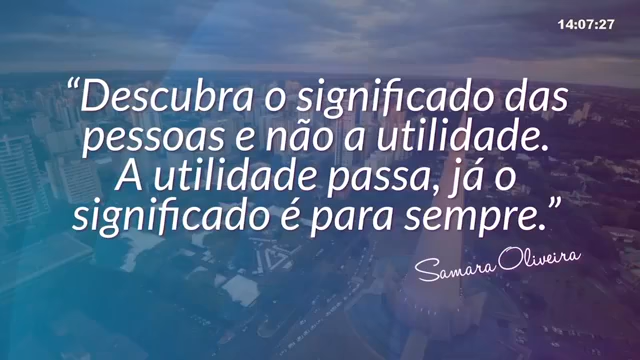 14:07:27
“Descubra o significado das
pessoas e não a utilidade.
A utilidade passa, já o
significado é para sempre.”
Samara Oliveira